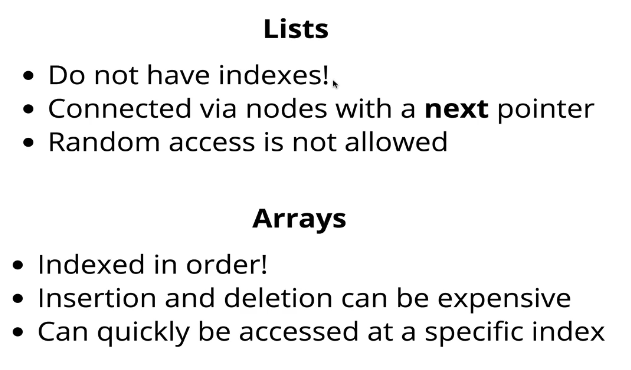 Lists
• Do not have indexes!
• Connected via nodes with a next pointer
• Random access is not allowed
Arrays
• Indexed in order!
• Insertion and deletion can be expensive
• Can quickly be accessed at a specific index